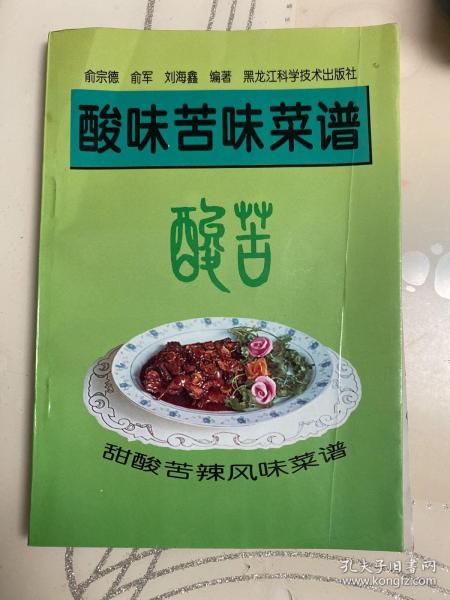 俞宗德 俞军 刘海鑫 编著 黑龙江科学技术出版社
酸味苦味菜谱
酸苦
甜酸苦辣风味菜谱
孔夫子旧书网
www.kongfz.com